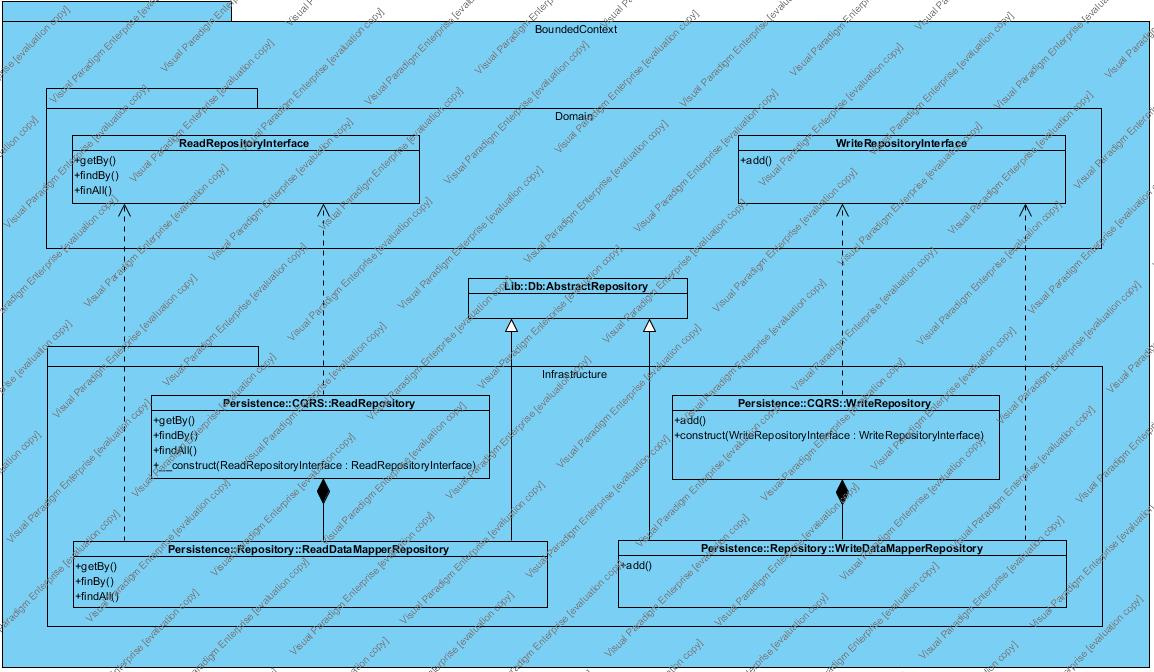 BoundedContext
Domain
ReadRepositoryInterface
+getBy()
+findBy()
+finAll()
WriteRepositoryInterface
+add()
Lib::Db:AbstractRepository
Infrastructure
Persistence::CQRS::ReadRepository
+getBy()
+findBy()
+findAll()
+__construct(ReadRepositoryInterface : ReadRepositoryInterface)
Persistence::CQRS::WriteRepository
+add()
+construct(WriteRepositoryInterface : WriteRepositoryInterface)
Persistence::Repository::ReadDataMapperRepository
+getBy()
+finBy()
+findAll()
Persistence::Repository::WriteDataMapperRepository
+add()
Visual Paradigm Enterprise [evaluation copy]